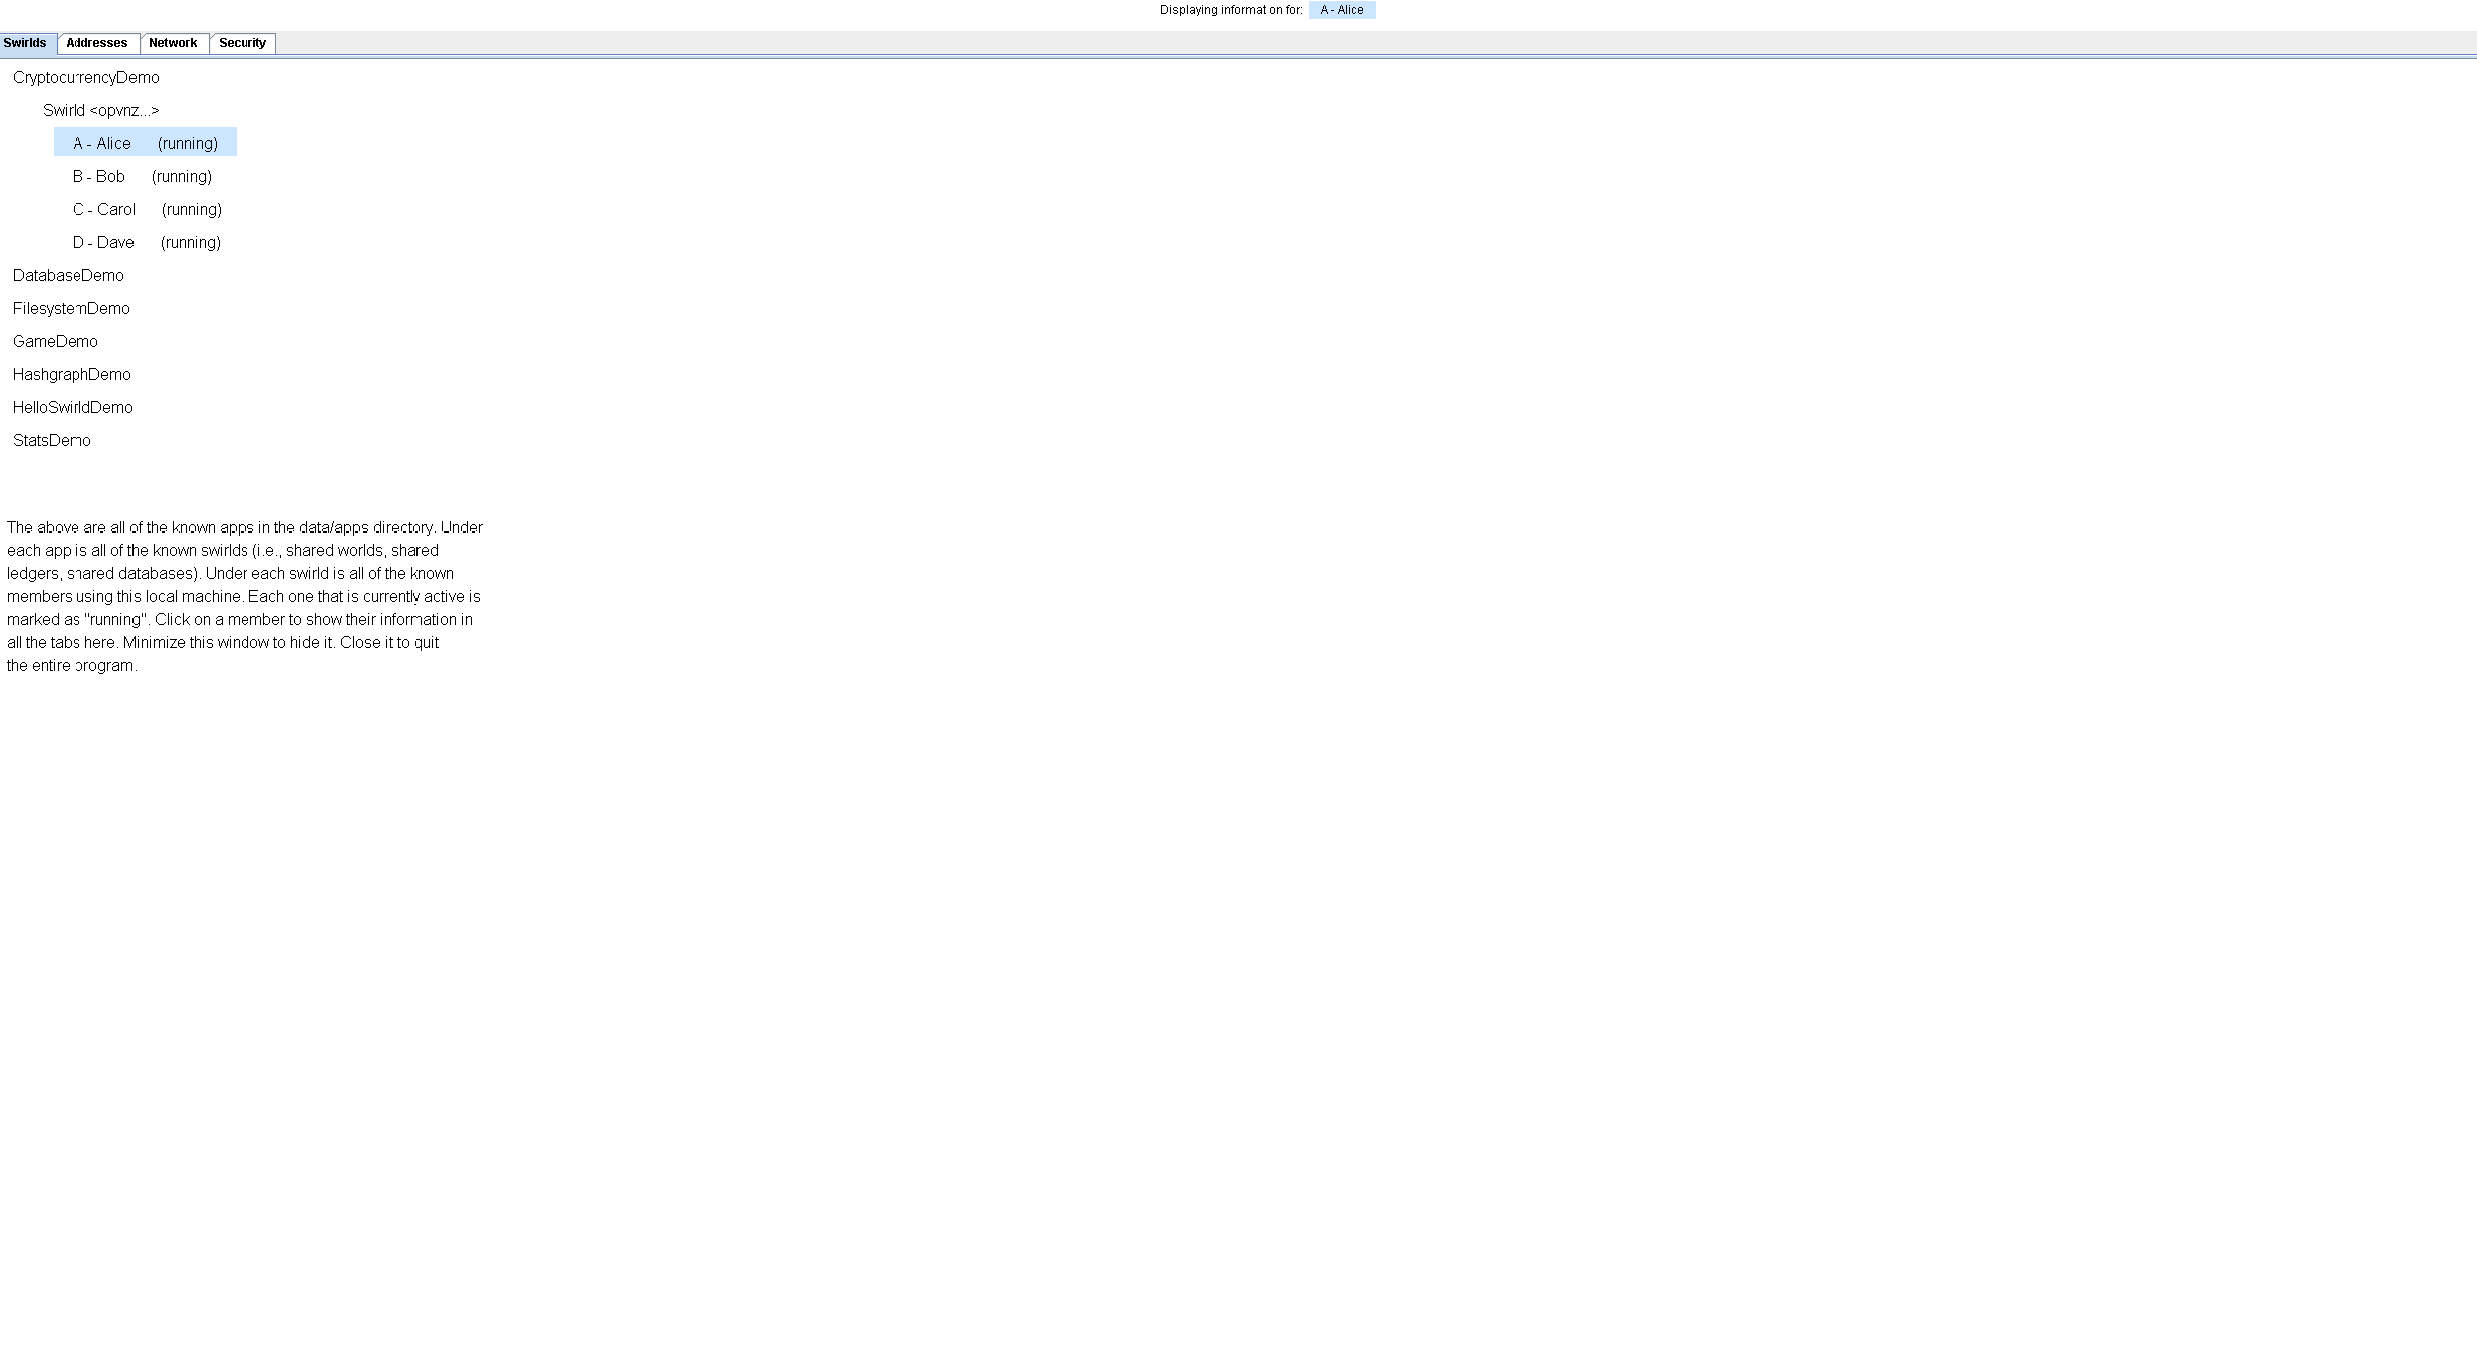 Displaying information for: A - Alice
Swirlds Addresses Network Security
CryptocurrencyDemo
Swirld <opvnz...>
A - Alice (running)
B - Bob (running)
C - Carol (running)
D - Dave (running)
DatabaseDemo
FilesystemDemo
GameDemo
HashgraphDemo
HelloSwirldDemo
StatsDemo
The above are all of the known apps in the data/apps directory. Under
each app is all of the known swirlds (i.e., shared worlds, shared
ledgers, shared databases). Under each swirld is all of the known
members using this local machine. Each one that is currently active is
marked as "running". Click on a member to show their information in
all the tabs here. Minimize this window to hide it. Close it to quit
the entire program.